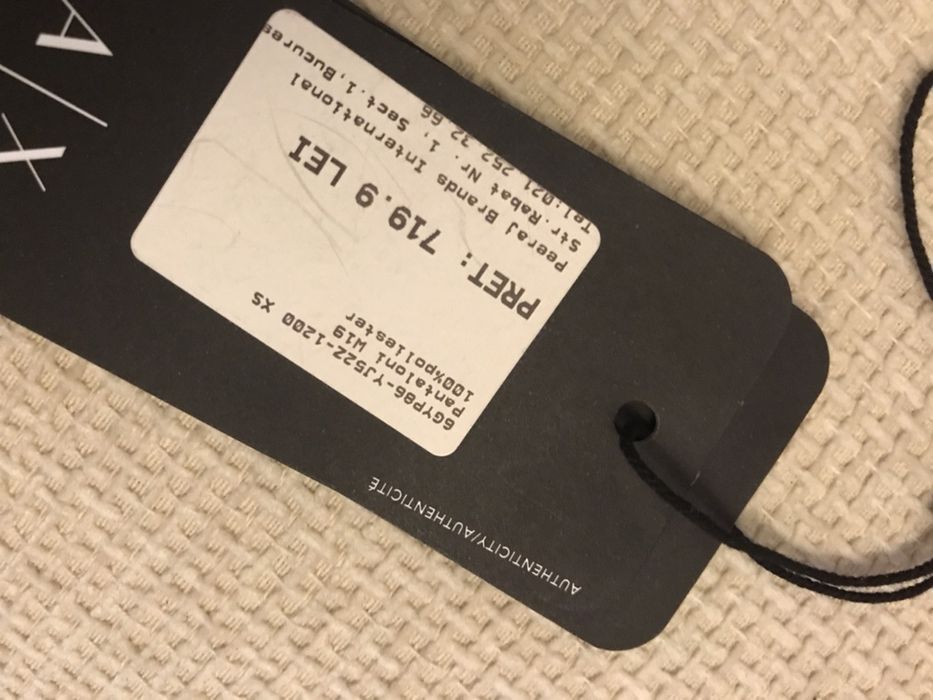 A/X
6GYP86-YJ52Z-1200 XS
Pantaloni W19
100%poliester
PRET: 719.9 LEI
Peeraj Brands International
Str.Rabat Nr. 1, Sect.1,Bucures
Tel:021 252 32 66
AUTHENTICITY/AUTHENTICITÉ